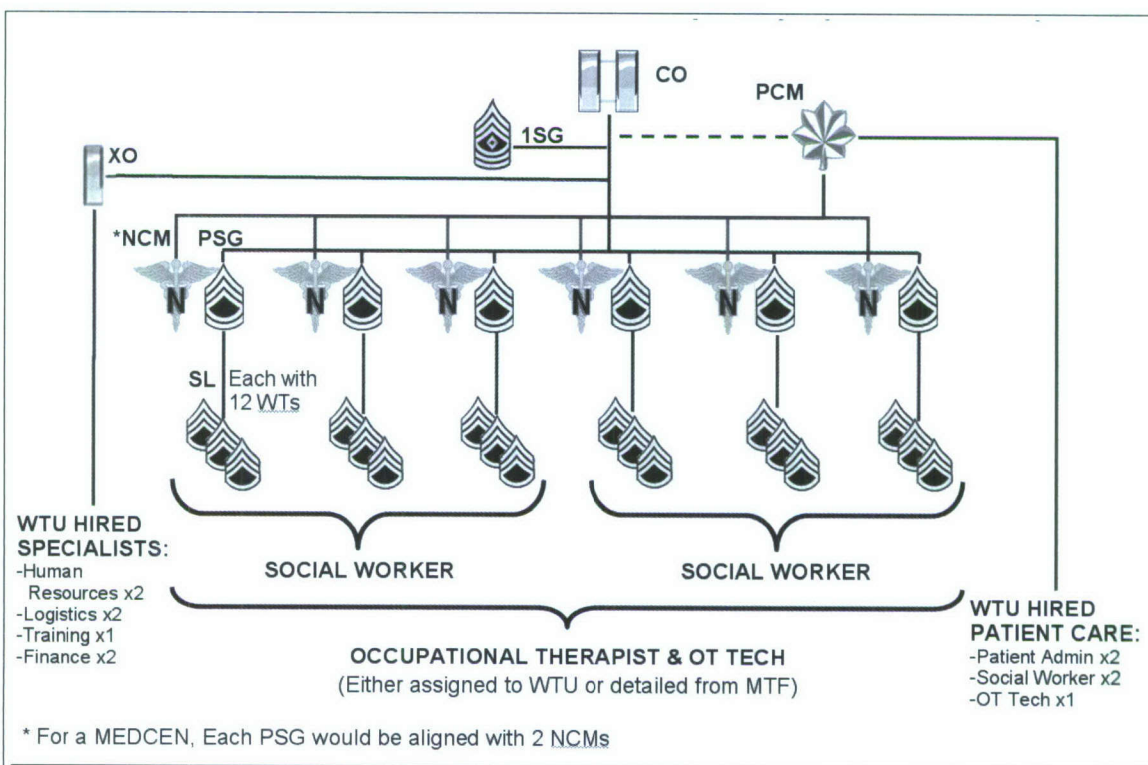 CO
PCM
1SG
XO
*NCM PSG
N N N N N N
SL Each with
12 WTs
WTU HIRED
SPECIALISTS:
-Human
Resources x2
-Logistics x2
-Training x1
-Finance x2
SOCIAL WORKER
SOCIAL WORKER
OCCUPATIONAL THERAPIST & OT TECH
(Either assigned to WTU or detailed from MTF)
WTU HIRED
PATIENT CARE:
-Patient Admin x2
-Social Worker x2
-OT Tech x1
* For a MEDCEN, Each PSG would be aligned with 2 NCMs